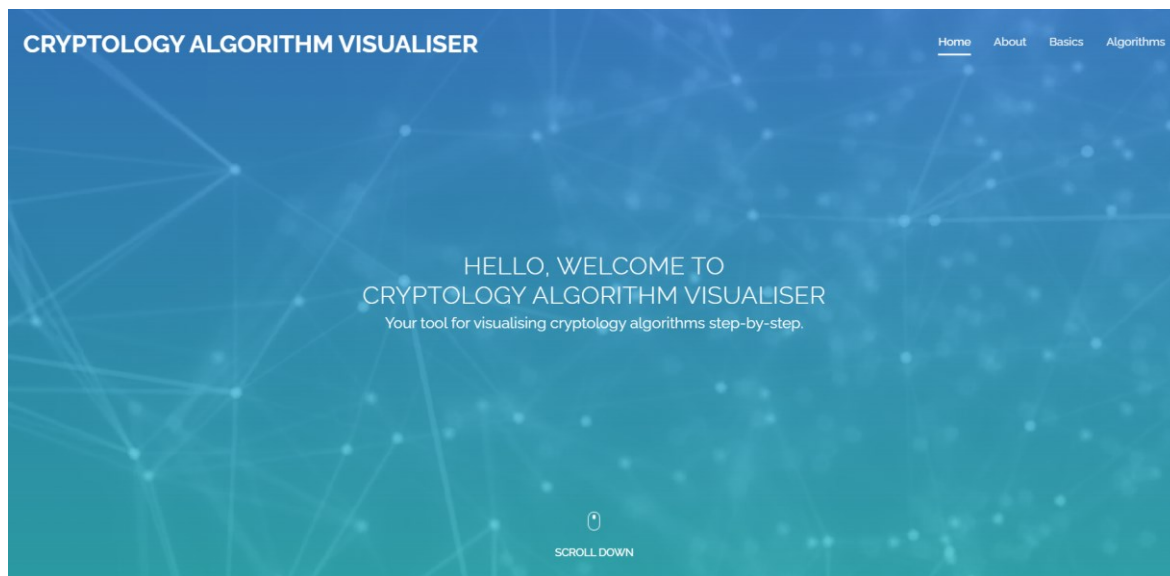 CRYPTOLOGY ALGORITHM VISUALISER
Home About Basics Algorithms
HELLO, WELCOME TO
CRYPTOLOGY ALGORITHM VISUALISER
Your tool for visualising cryptology algorithms step-by-step.
SCROLL DOWN